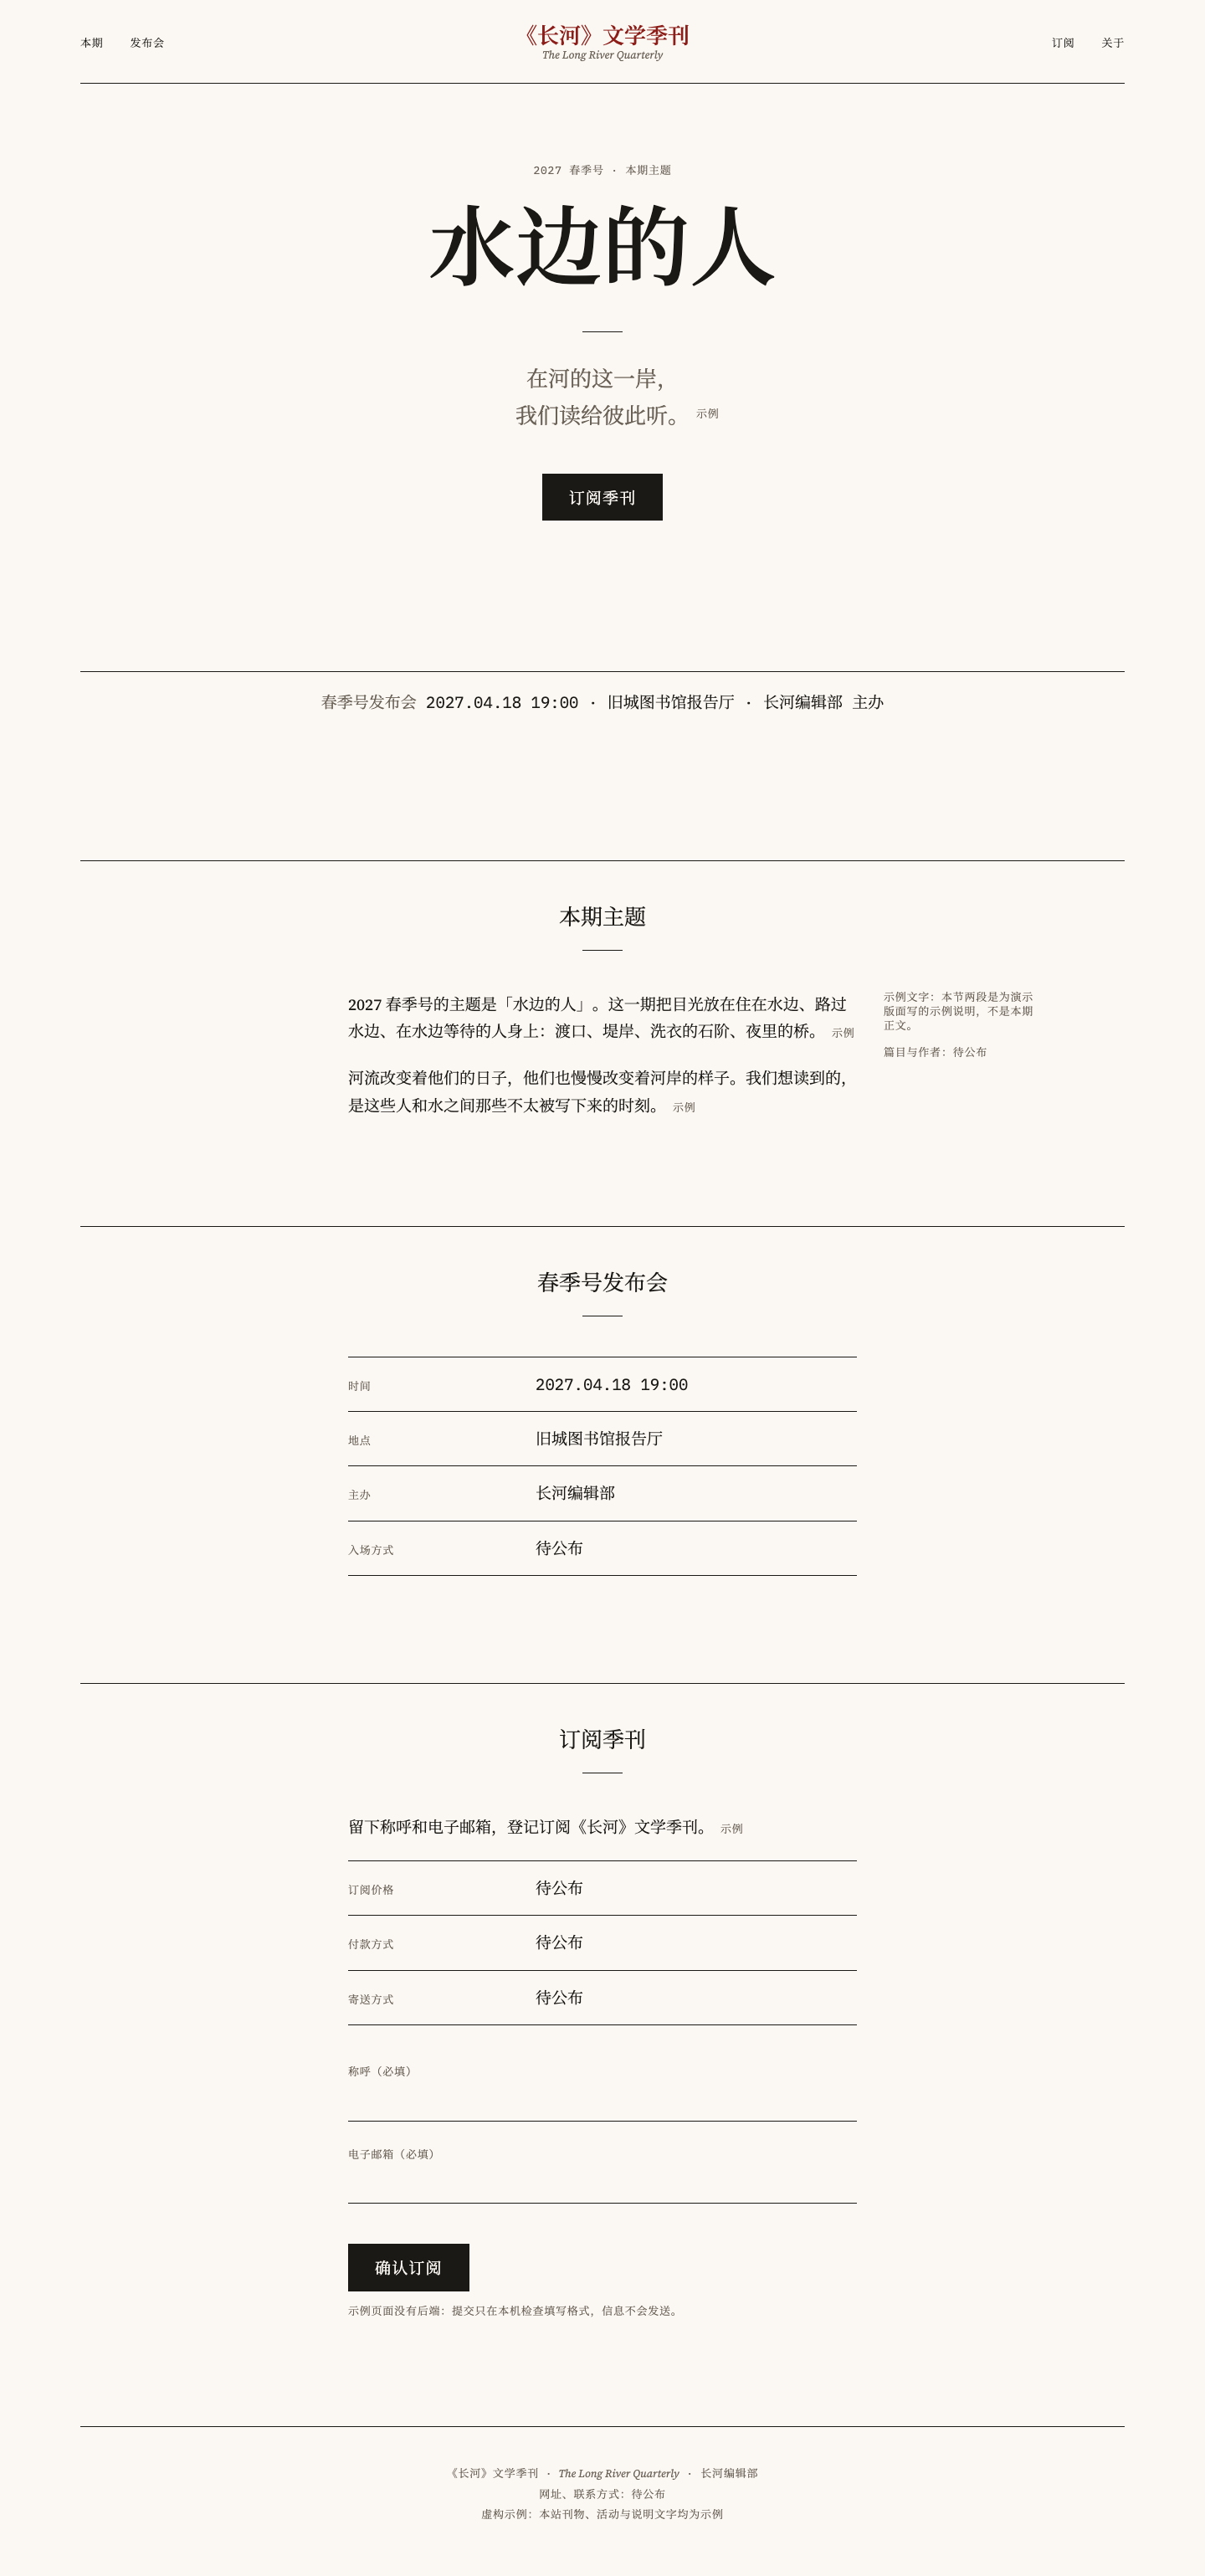 本期 发布会 《长河》文学季刊 订阅 关于
The Long River Quarterly
2027 春季号 · 本期主题
水边的人
在河的这一岸，
我们读给彼此听。 示例
订阅季刊
春季号发布会 2027.04.18 19:00 · 旧城图书馆报告厅 · 长河编辑部 主办
本期主题
2027 春季号的主题是「水边的人」。这一期把目光放在住在水边、路过
水边、在水边等待的人身上：渡口、堤岸、洗衣的石阶、夜里的桥。 示例
河流改变着他们的日子，他们也慢慢改变着河岸的样子。我们想读到的，
是这些人和水之间那些不太被写下来的时刻。 示例
示例文字：本节两段是为演示
版面写的示例说明，不是本期
正文。
篇目与作者：待公布
春季号发布会
时间 2027.04.18 19:00
地点 旧城图书馆报告厅
主办 长河编辑部
入场方式 待公布
订阅季刊
留下称呼和电子邮箱，登记订阅《长河》文学季刊。 示例
订阅价格 待公布
付款方式 待公布
寄送方式 待公布
称呼（必填）
电子邮箱（必填）
确认订阅
示例页面没有后端：提交只在本机检查填写格式，信息不会发送。
《长河》文学季刊 · The Long River Quarterly · 长河编辑部
网址、联系方式：待公布
虚构示例：本站刊物、活动与说明文字均为示例